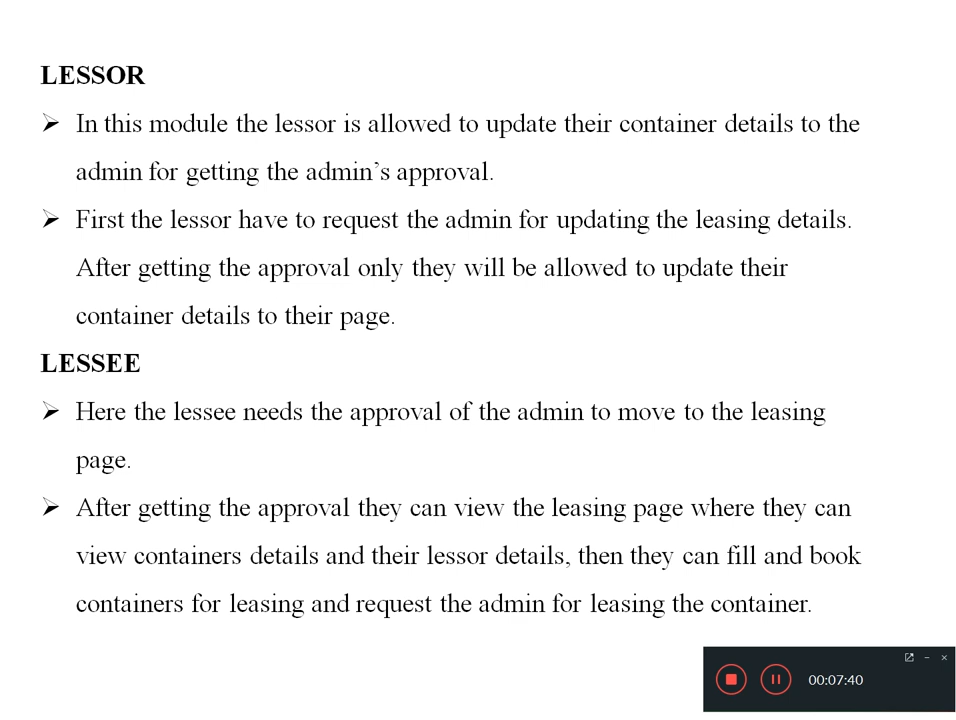 LESSOR
➢ In this module the lessor is allowed to update their container details to the
admin for getting the admin’s approval.
➢ First the lessor have to request the admin for updating the leasing details.
After getting the approval only they will be allowed to update their
container details to their page.
LESSEE
➢ Here the lessee needs the approval of the admin to move to the leasing
page.
➢ After getting the approval they can view the leasing page where they can
view containers details and their lessor details, then they can fill and book
containers for leasing and request the admin for leasing the container.
00:07:40